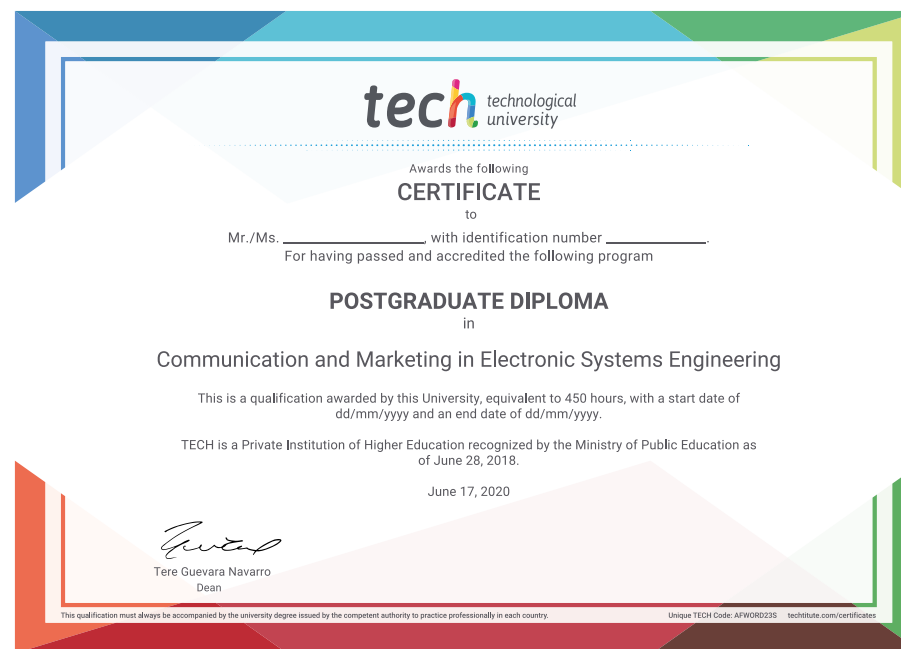 tech technological
university
Awards the following
CERTIFICATE
to
Mr./Ms. ____________________, with identification number ______________.
For having passed and accredited the following program
POSTGRADUATE DIPLOMA
in
Communication and Marketing in Electronic Systems Engineering
This is a qualification awarded by this University, equivalent to 450 hours, with a start date of
dd/mm/yyyy and an end date of dd/mm/yyyy.
TECH is a Private Institution of Higher Education recognized by the Ministry of Public Education as
of June 28, 2018.
June 17, 2020
Tere Guevara Navarro
Dean
This qualification must always be accompanied by the university degree issued by the competent authority to practice professionally in each country. Unique TECH Code: AFWORD23S techtitute.com/certificates